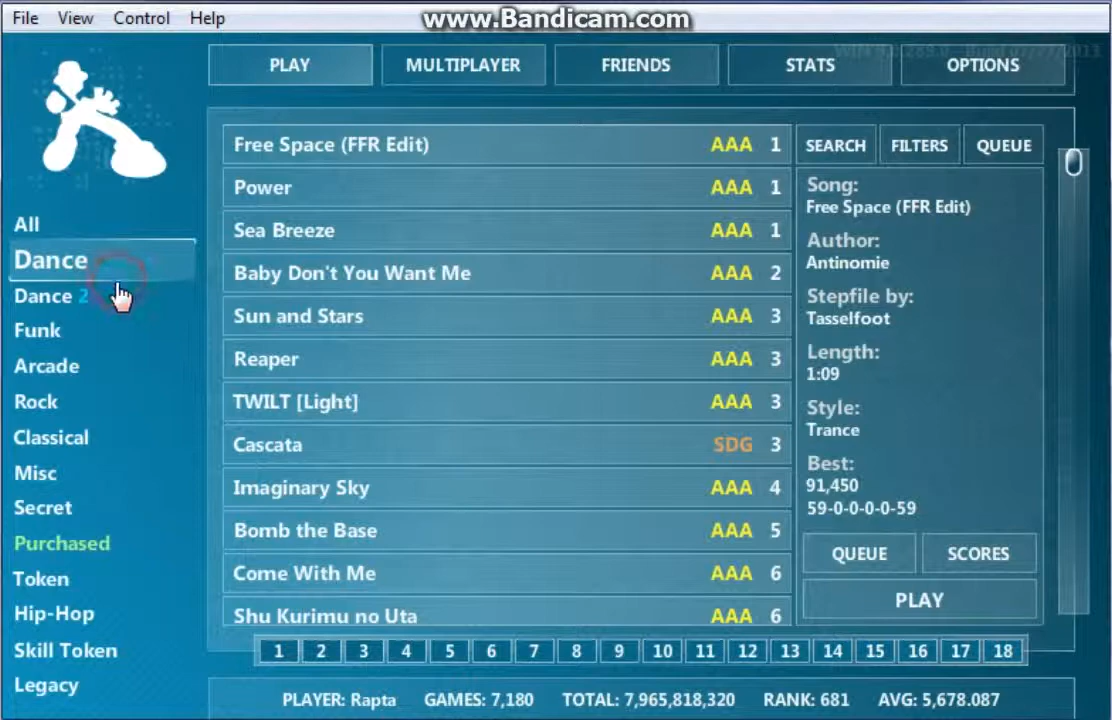 File View Control Help
www.Bandicam.com
PLAY MULTIPLAYER FRIENDS STATS OPTIONS
All
Dance
Dance 2
Funk
Arcade
Rock
Classical
Misc
Secret
Purchased
Token
Hip-Hop
Skill Token
Legacy
Free Space (FFR Edit) AAA 1
Power AAA 1
Sea Breeze AAA 1
Baby Don't You Want Me AAA 2
Sun and Stars AAA 3
Reaper AAA 3
TWILT [Light] AAA 3
Cascata SDG 3
Imaginary Sky AAA 4
Bomb the Base AAA 5
Come With Me AAA 6
Shu Kurimu no Uta AAA 6
SEARCH FILTERS QUEUE
Song:
Free Space (FFR Edit)
Author:
Antinomie
Stepfile by:
Tasselfoot
Length:
1:09
Style:
Trance
Best:
91,450
59-0-0-0-0-59
QUEUE SCORES
PLAY
1 2 3 4 5 6 7 8 9 10 11 12 13 14 15 16 17 18
PLAYER: Rapta GAMES: 7,180 TOTAL: 7,965,818,320 RANK: 681 AVG: 5,678.087